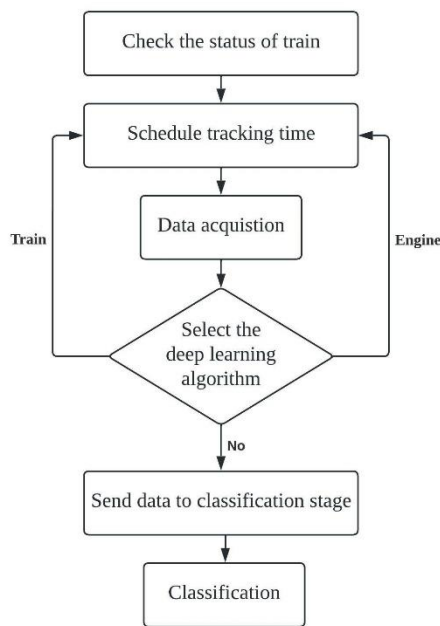 Check the status of train
Schedule tracking time
Data acquistion
Train
Engine
Select the
deep learning
algorithm
No
Send data to classification stage
Classification